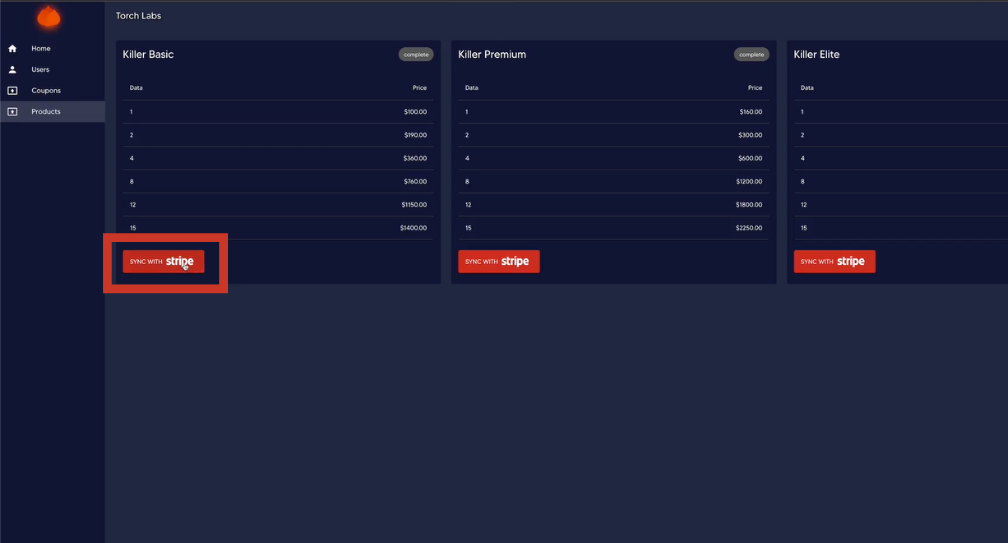 Torch Labs
Home
Users
Coupons
Products
Killer Basic
complete
Data Price
1 $100.00
2 $190.00
4 $360.00
8 $760.00
12 $1150.00
15 $1400.00
SYNC WITH stripe
Killer Premium
complete
Data Price
1 $160.00
2 $300.00
4 $600.00
8 $1200.00
12 $1800.00
15 $2250.00
SYNC WITH stripe
Killer Elite
Data
1
2
4
8
12
15
SYNC WITH stripe